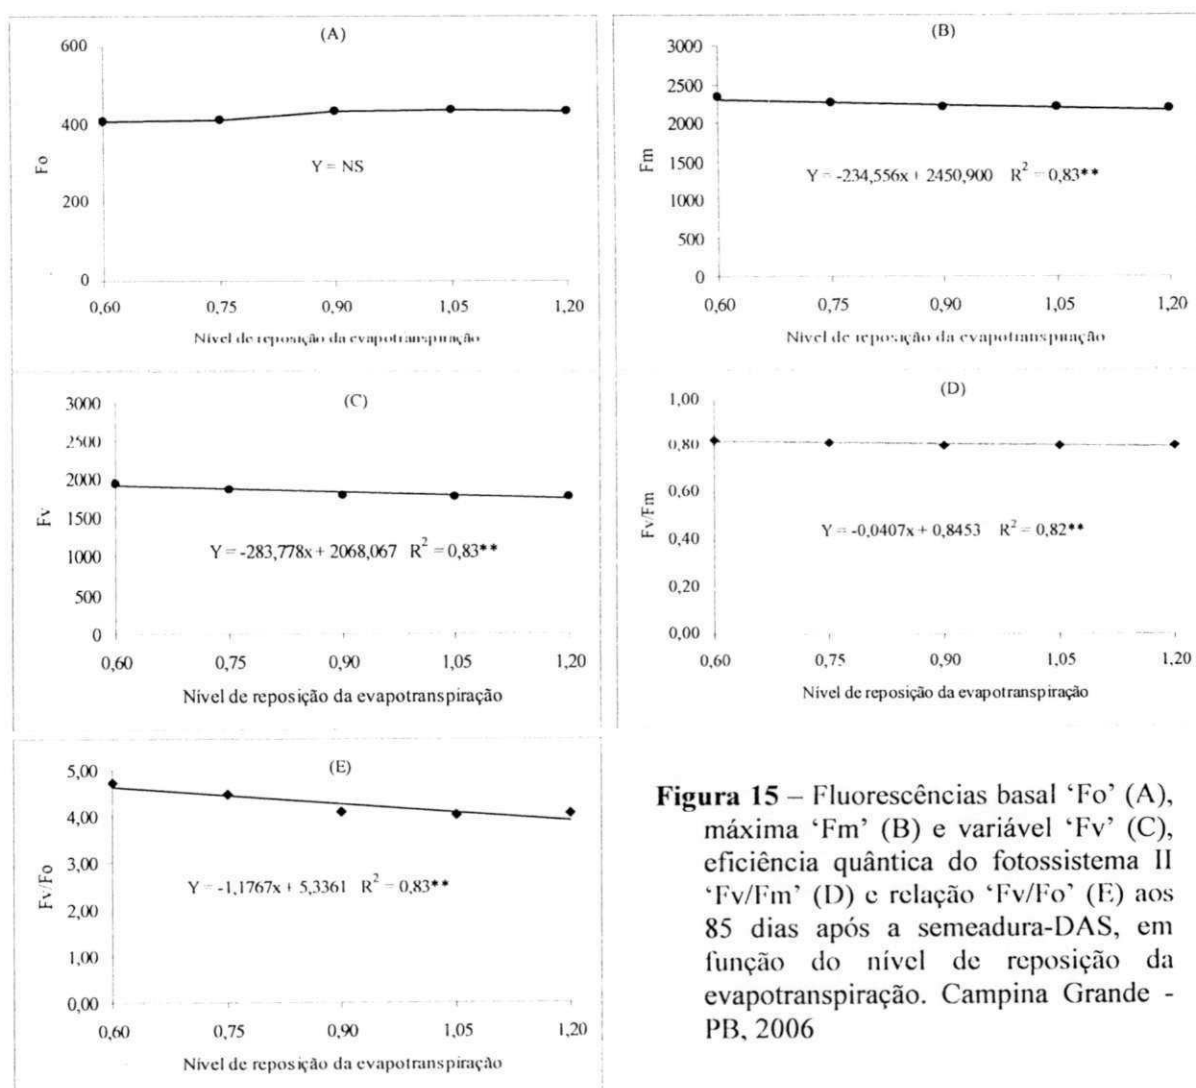 (A)
600
400
200
0
Fo
Y = NS
0,60 0,75 0,90 1,05 1,20
Nível de reposição da evapotranspiração
(B)
3000
2500
2000
1500
1000
500
0
Fm
Y = -234,556x + 2450,900 R² = 0,83**
0,60 0,75 0,90 1,05 1,20
Nível de reposição da evapotranspiração
(C)
3000
2500
2000
1500
1000
500
0
Fv
Y = -283,778x + 2068,067 R² = 0,83**
0,60 0,75 0,90 1,05 1,20
Nível de reposição da evapotranspiração
(D)
1,00
0,80
0,60
0,40
0,20
0,00
Fv/Fm
Y = -0,0407x + 0,8453 R² = 0,82**
0,60 0,75 0,90 1,05 1,20
Nível de reposição da evapotranspiração
(E)
5,00
4,00
3,00
2,00
1,00
0,00
Fv/Fo
Y = -1,1767x + 5,3361 R² = 0,83**
0,60 0,75 0,90 1,05 1,20
Nível de reposição da evapotranspiração
Figura 15 – Fluorescências basal ‘Fo’ (A),
máxima ‘Fm’ (B) e variável ‘Fv’ (C),
eficiência quântica do fotossistema II
‘Fv/Fm’ (D) e relação ‘Fv/Fo’ (E) aos
85 dias após a semeadura-DAS, em
função do nível de reposição da
evapotranspiração. Campina Grande -
PB, 2006